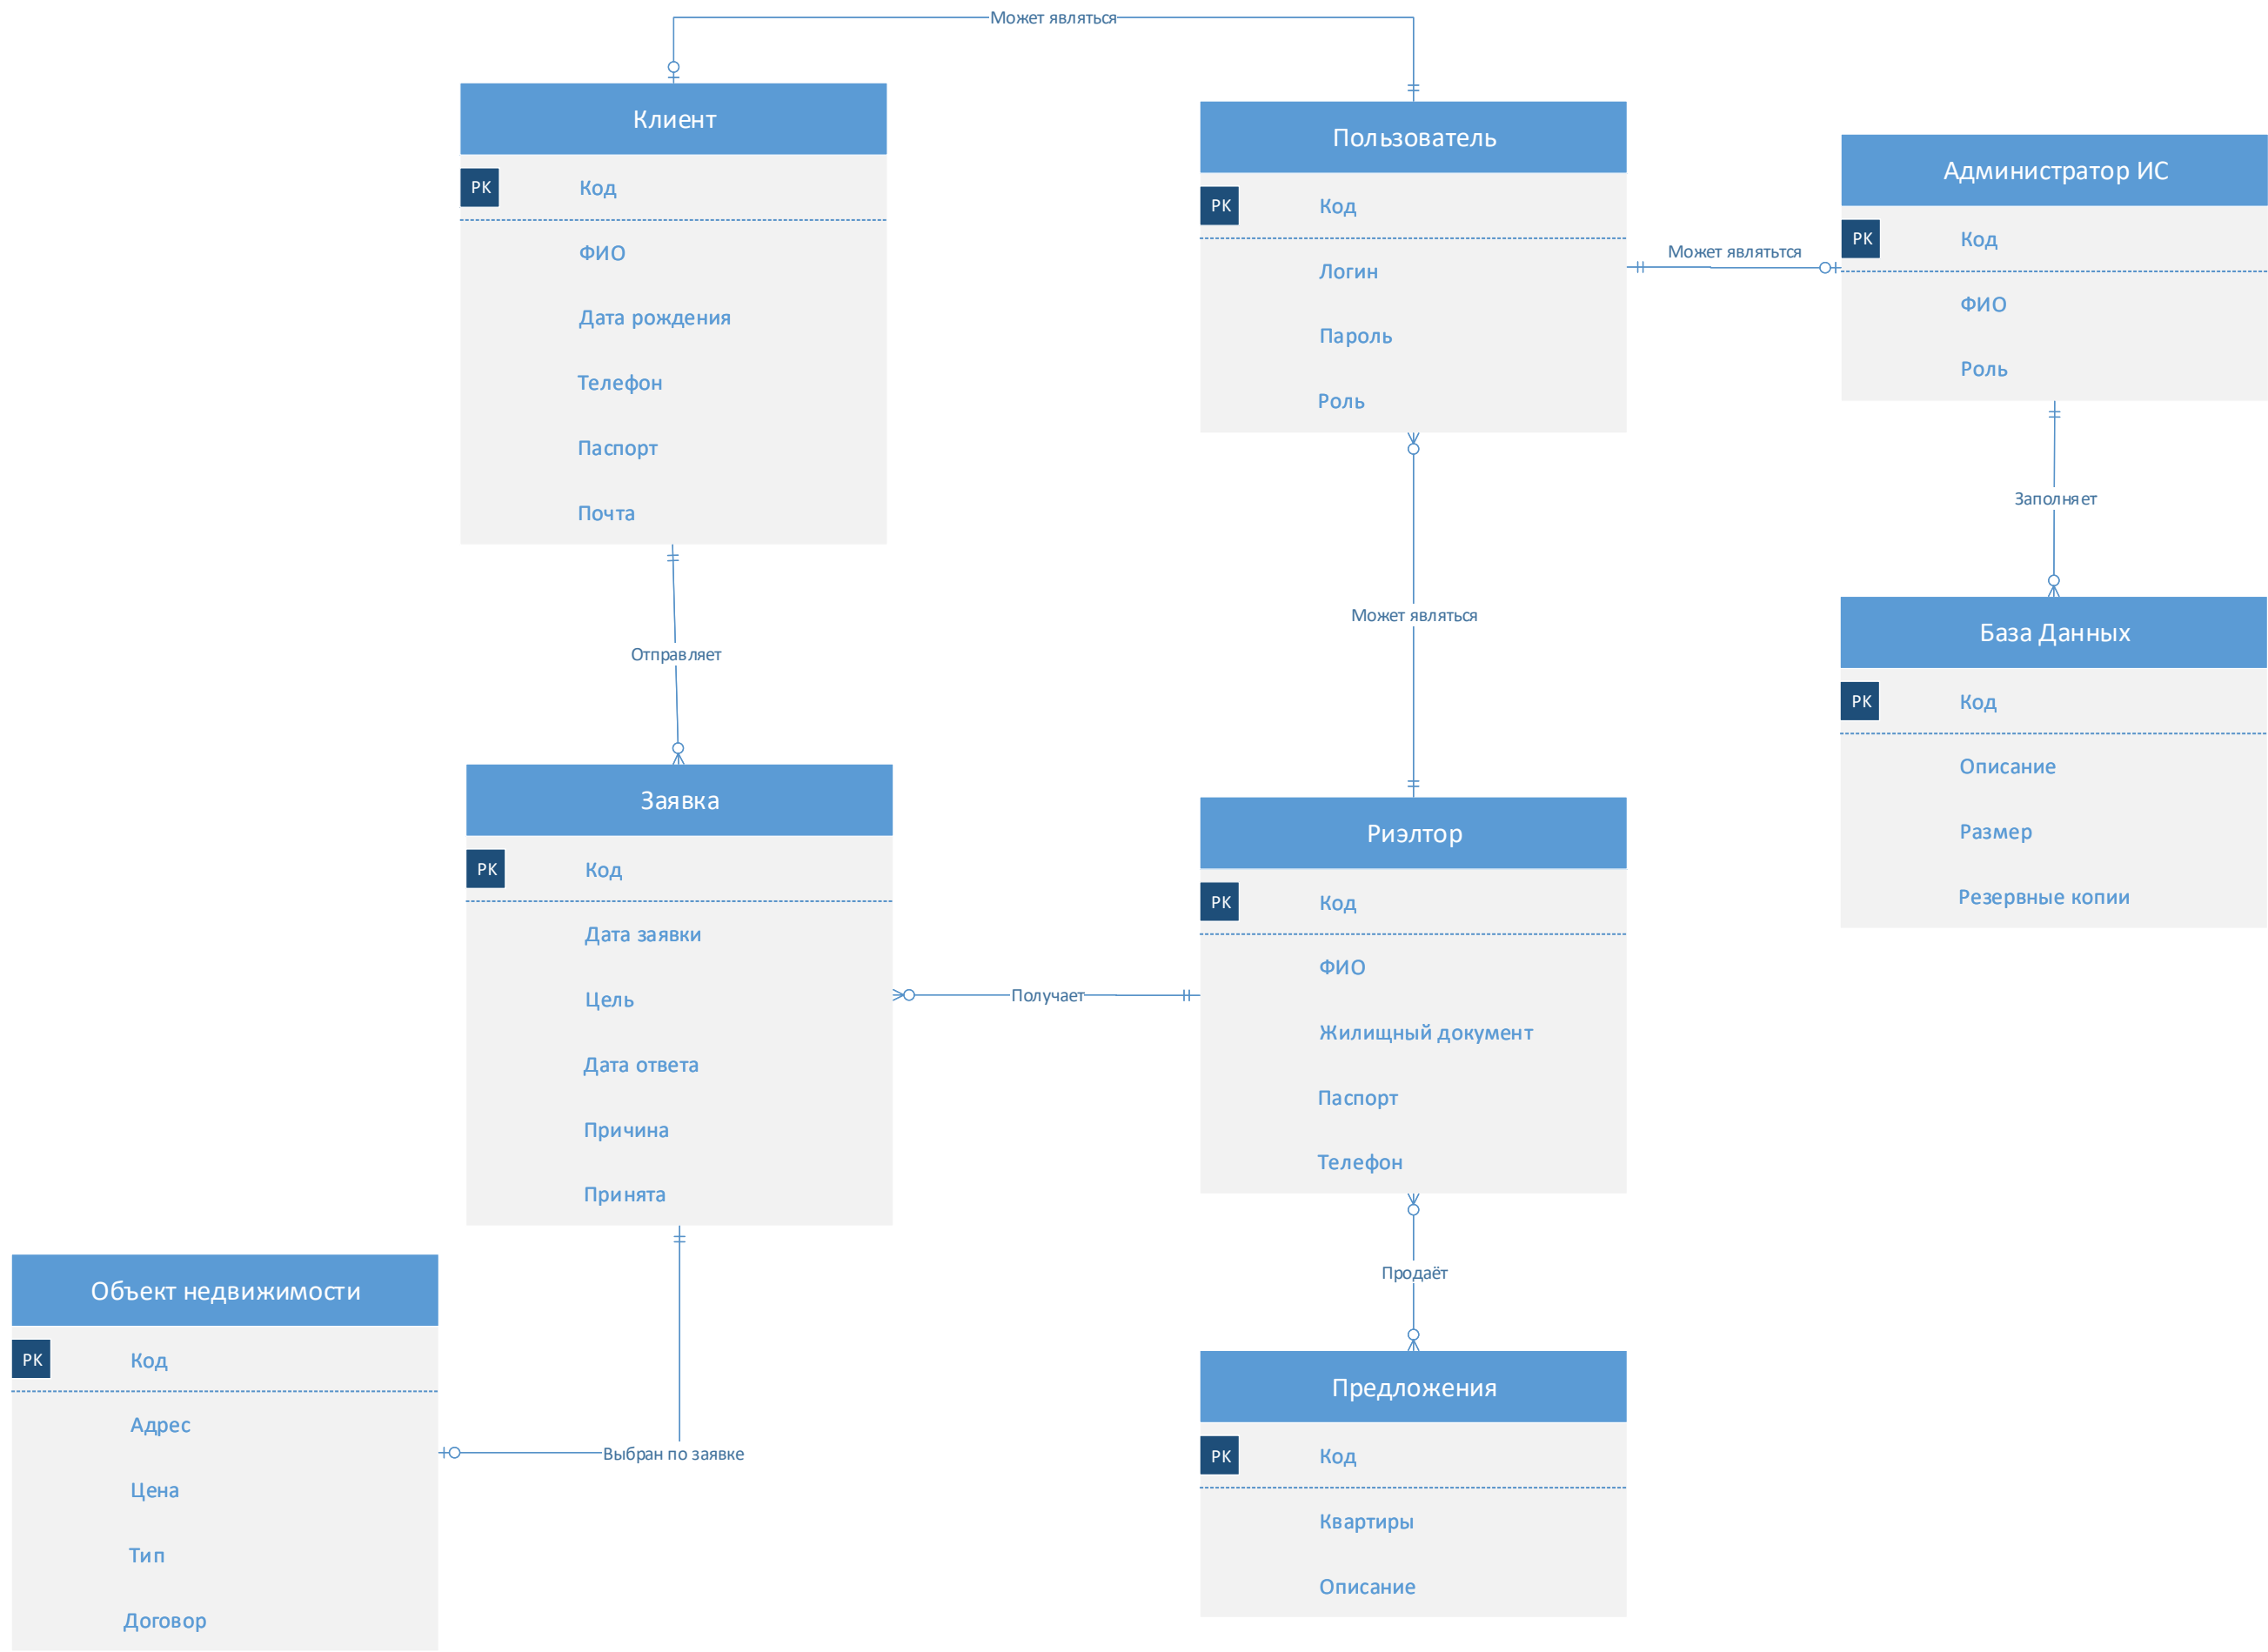 Может являться
Клиент
PK
Код
ФИО
Дата рождения
Телефон
Паспорт
Почта
Пользователь
PK
Код
Логин
Пароль
Роль
Может являтьтся
Администратор ИС
PK
Код
ФИО
Роль
Заполняет
База Данных
PK
Код
Описание
Размер
Резервные копии
Может являться
Отправляет
Заявка
PK
Код
Дата заявки
Цель
Дата ответа
Причина
Принята
Получает
Риэлтор
PK
Код
ФИО
Жилищный документ
Паспорт
Телефон
Продаёт
Предложения
PK
Код
Квартиры
Описание
Выбран по заявке
Объект недвижимости
PK
Код
Адрес
Цена
Тип
Договор